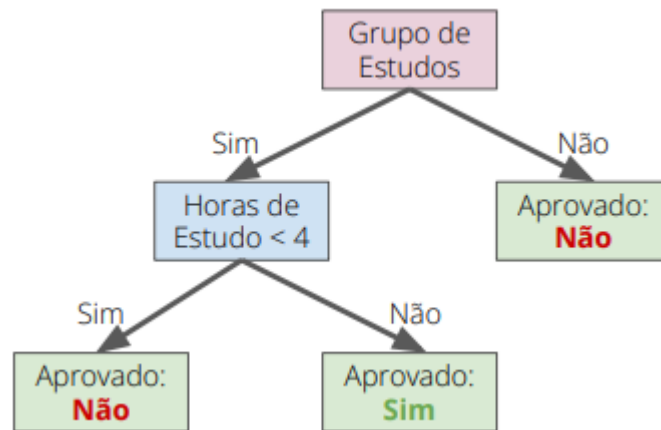 Grupo de
Estudos
Sim
Não
Horas de
Estudo < 4
Aprovado:
Não
Sim
Não
Aprovado:
Não
Aprovado:
Sim